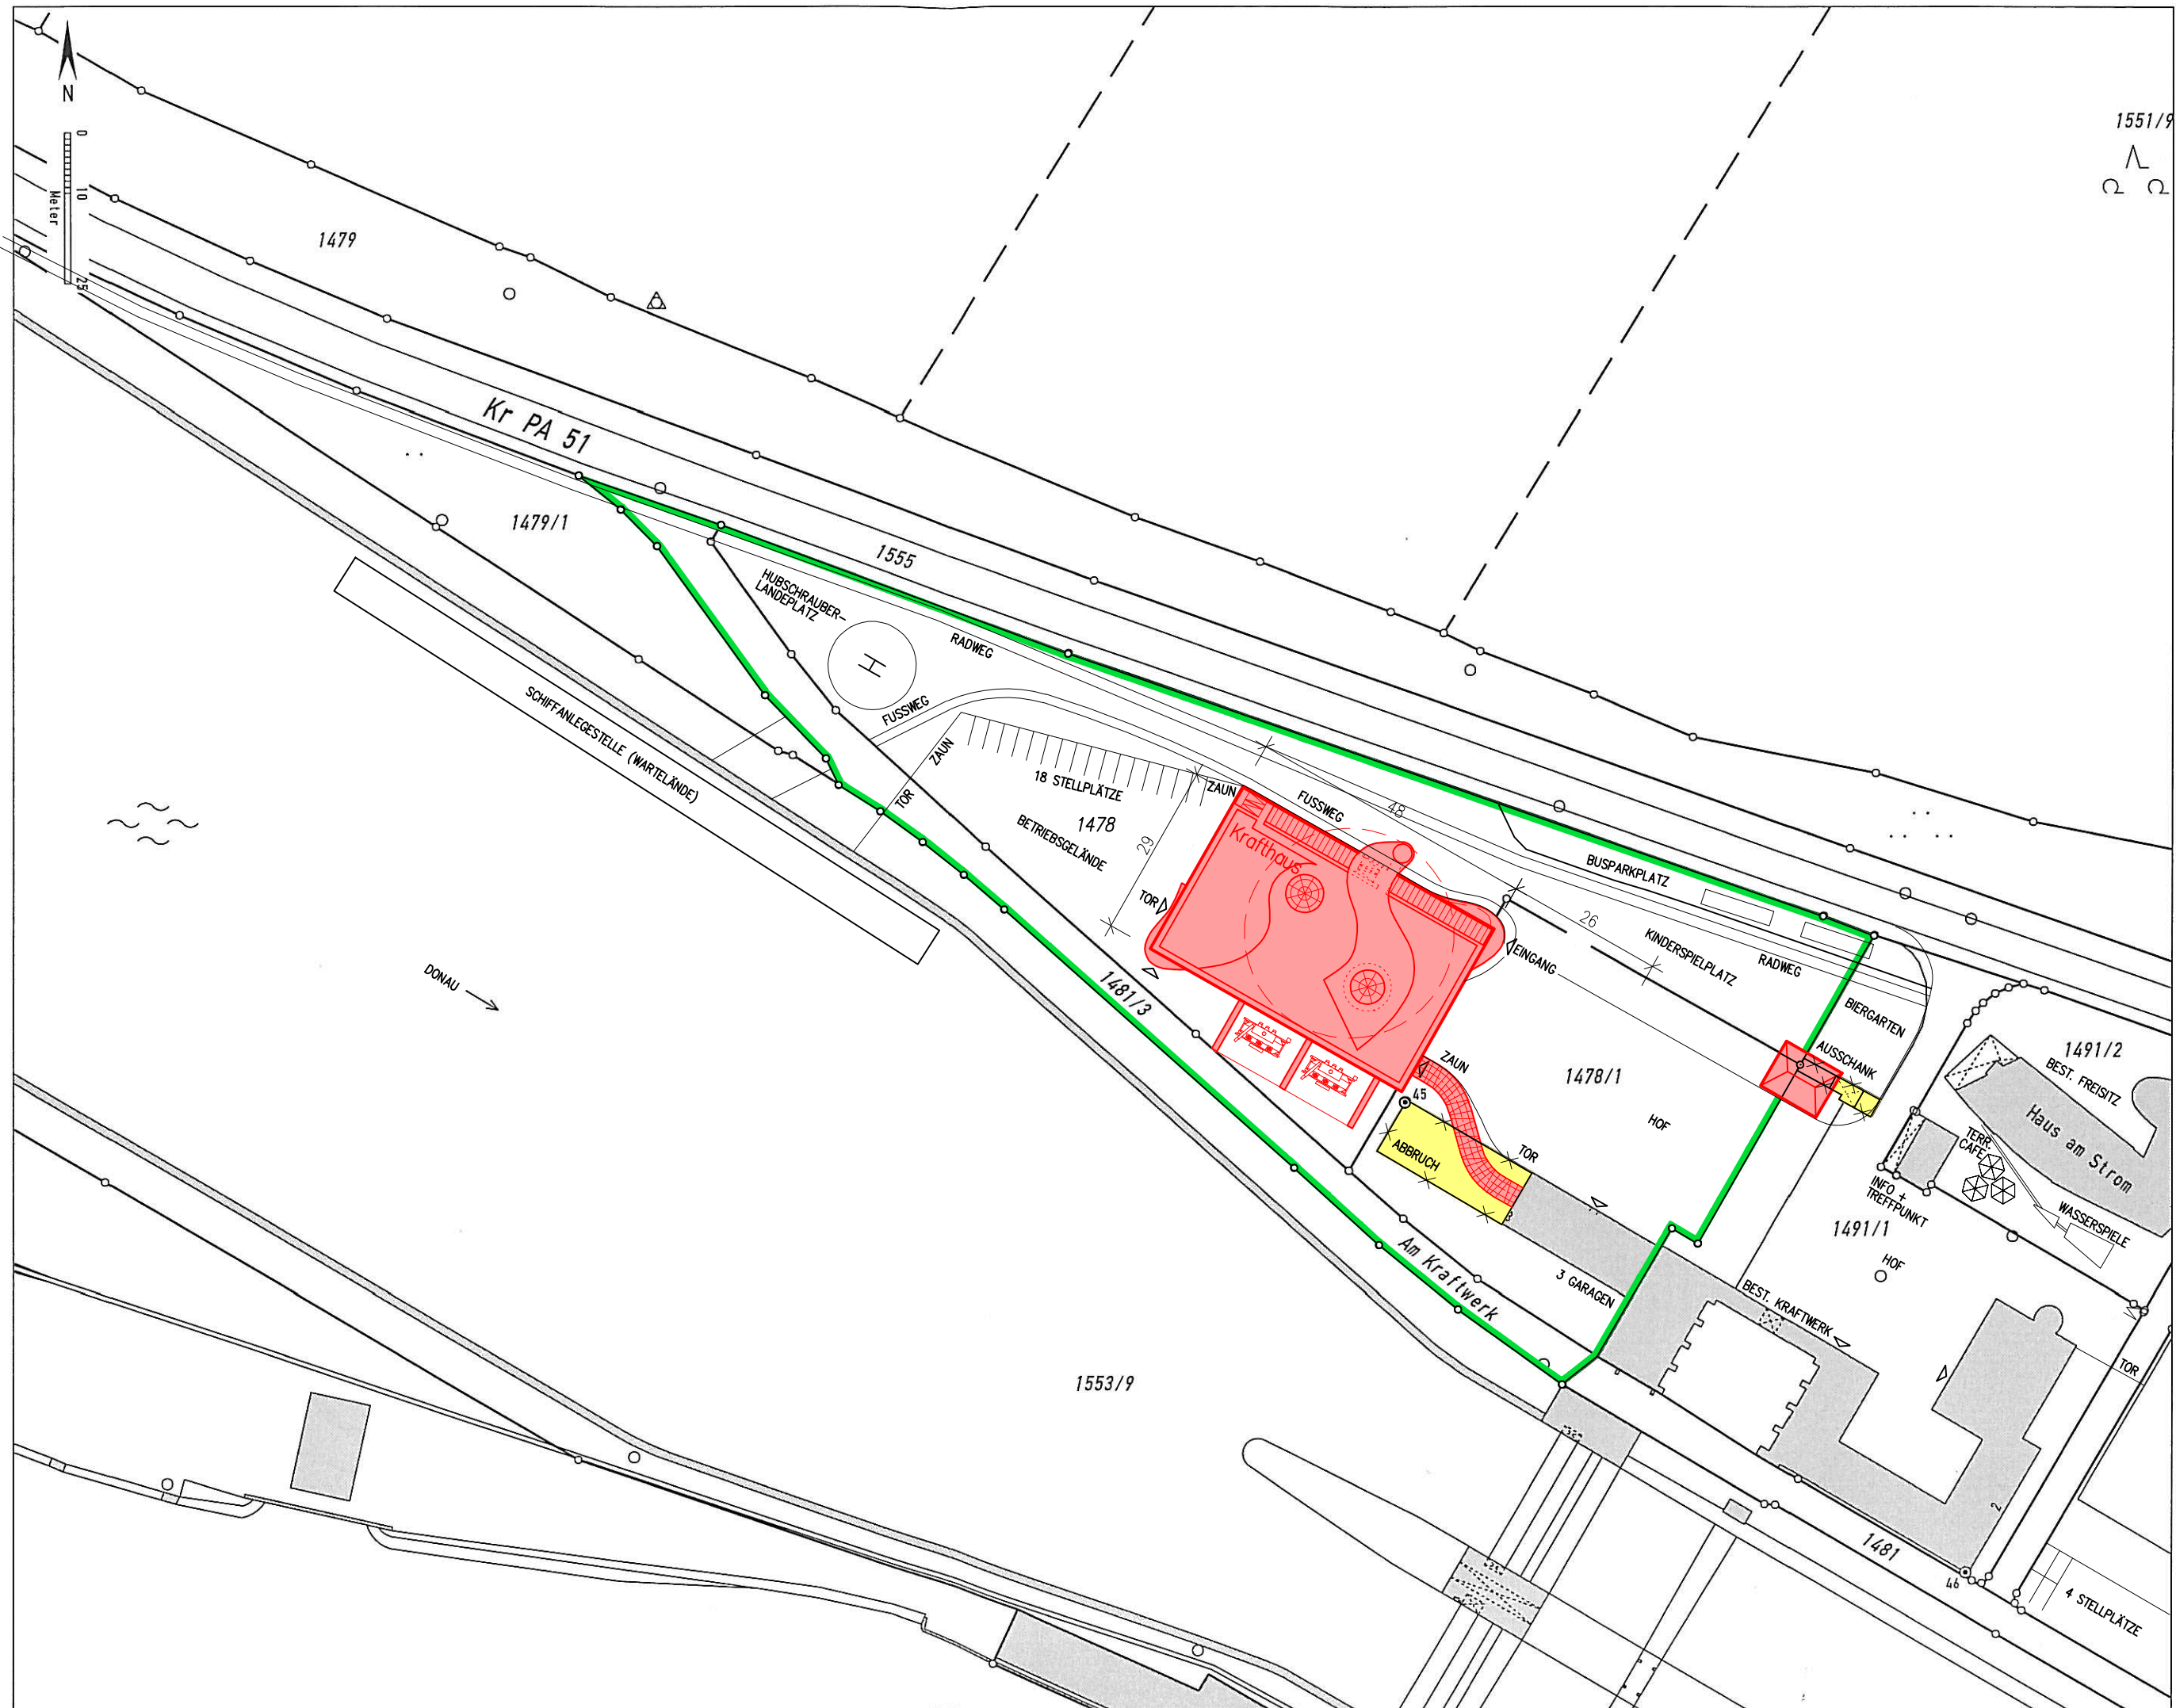 N
0
10
25
Meter
1551/9
1479
Kr PA 51
1479/1
1555
HUBSCHRAUBER-
LANDEPLATZ
H
RADWEG
FUSSWEG
SCHIFFANLEGESTELLE (WARTELÄNDE)
ZAUN
TOR
18 STELLPLÄTZE
1478
BETRIEBSGELÄNDE
29
ZAUN
FUSSWEG
48
Krafthaus
TOR
BUSPARKPLATZ
26
KINDERSPIELPLATZ
RADWEG
EINGANG
BIERGARTEN
AUSSCHANK
DONAU
1481/3
ZAUN
45
1478/1
HOF
ABBRUCH
TOR
1491/2
BEST. FREISITZ
Haus am Strom
TERR.
CAFE
INFO +
TREFFPUNKT
WASSERSPIELE
1491/1
HOF
Am Kraftwerk
3 GARAGEN
BEST. KRAFTWERK
TOR
1553/9
2
1481
46
4 STELLPLÄTZE